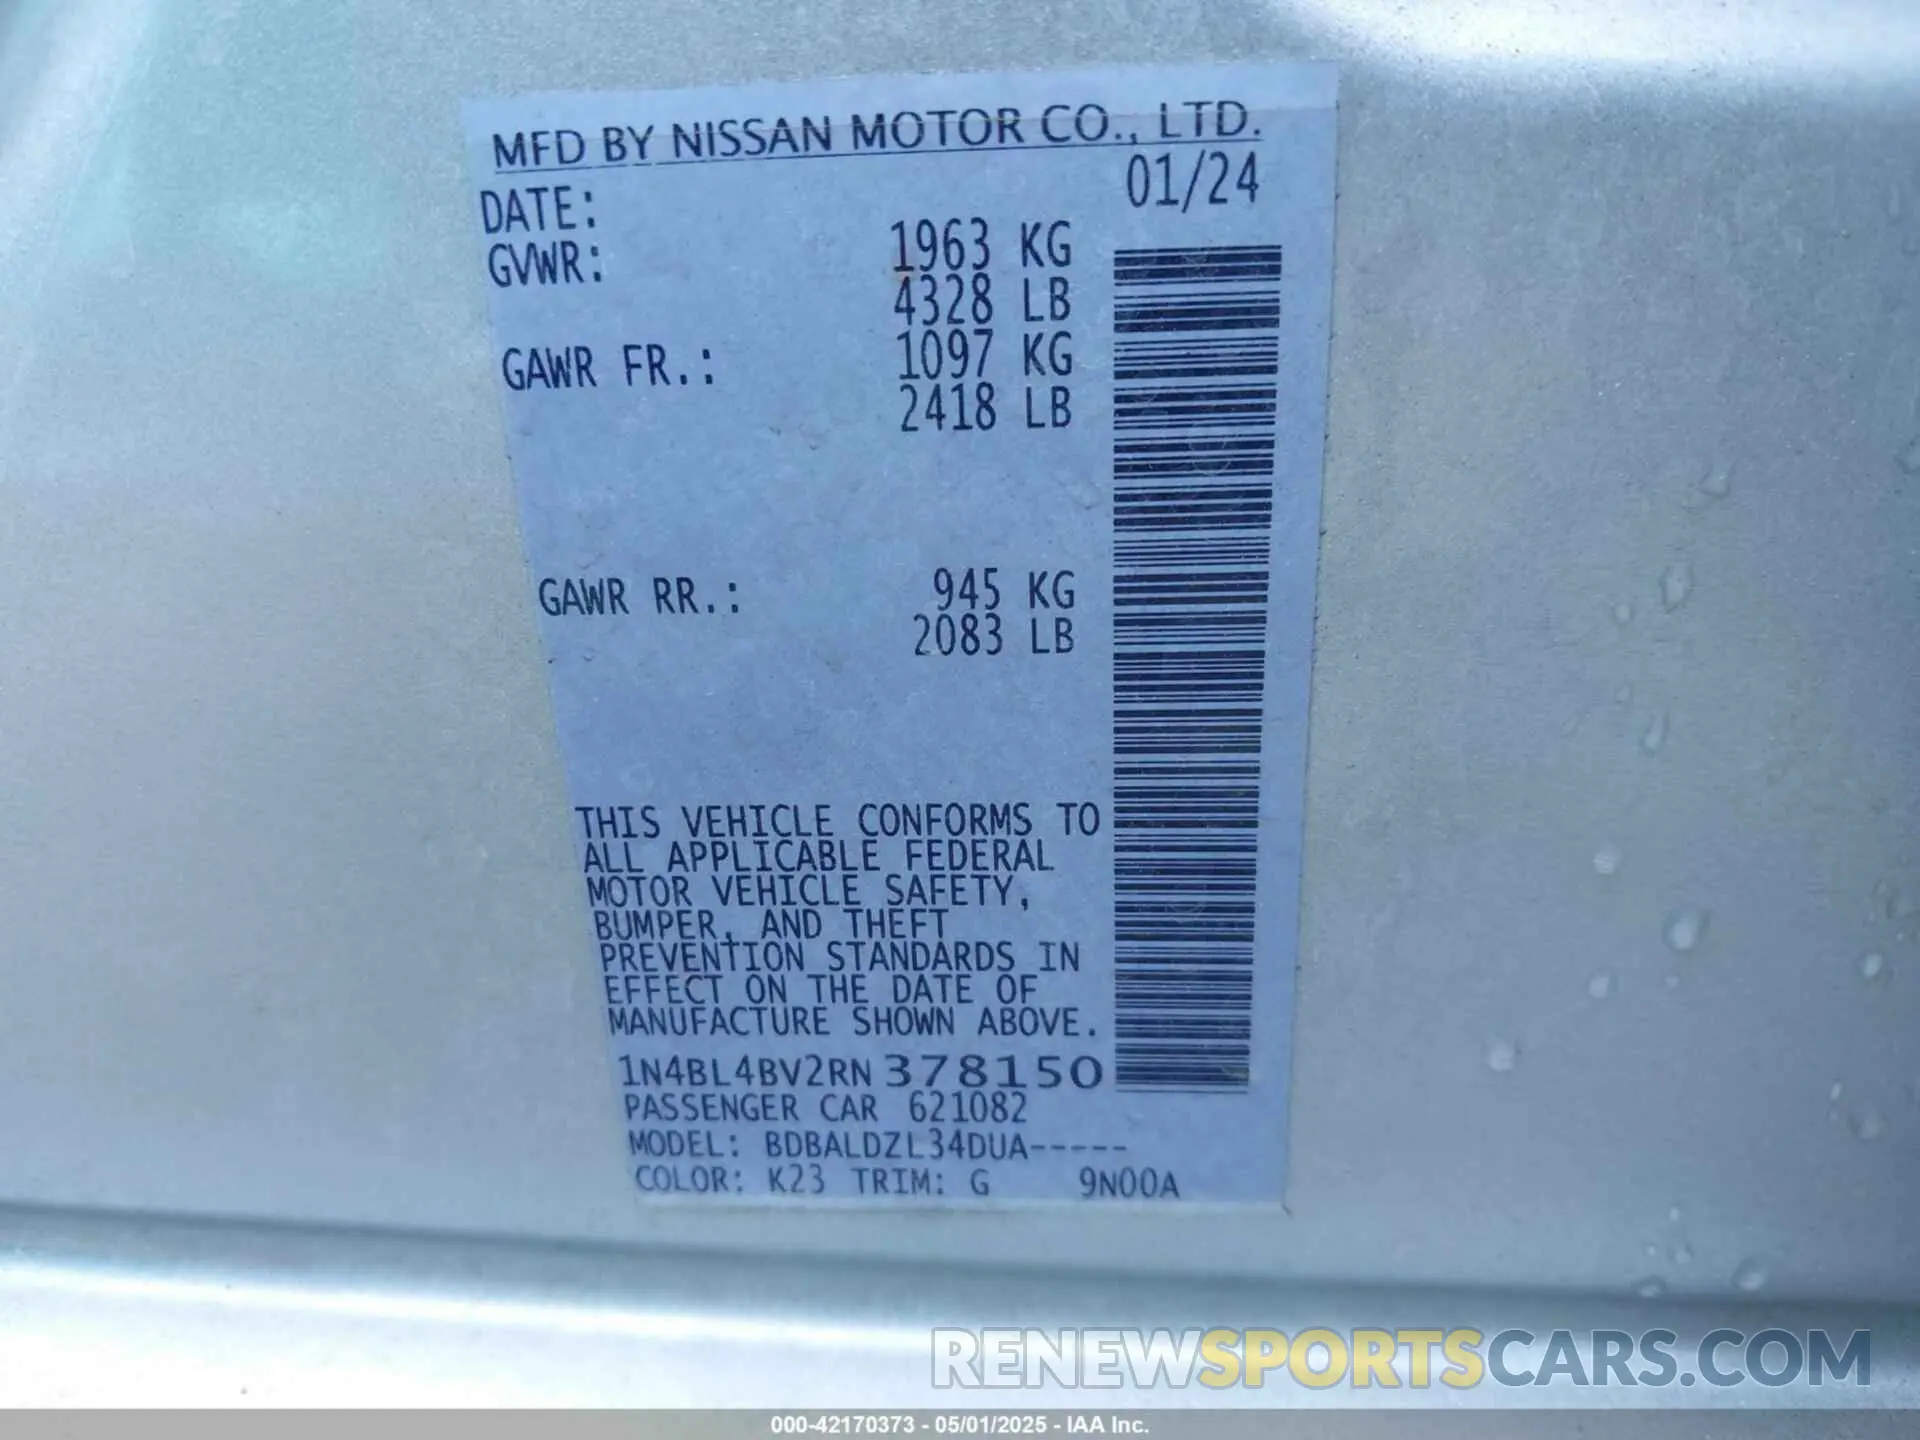 MFD BY NISSAN MOTOR CO., LTD.
DATE: 01/24
GVWR: 1963 KG
4328 LB
GAWR FR.: 1097 KG
2418 LB
GAWR RR.: 945 KG
2083 LB
THIS VEHICLE CONFORMS TO
ALL APPLICABLE FEDERAL
MOTOR VEHICLE SAFETY,
BUMPER, AND THEFT
PREVENTION STANDARDS IN
EFFECT ON THE DATE OF
MANUFACTURE SHOWN ABOVE.
1N4BL4BV2RN378150
PASSENGER CAR 621082
MODEL: BDBALDZL34DUA-----
COLOR: K23 TRIM: G 9N00A
RENEWSPORTSCARS.COM
000-42170373 - 05/01/2025 - IAA Inc.